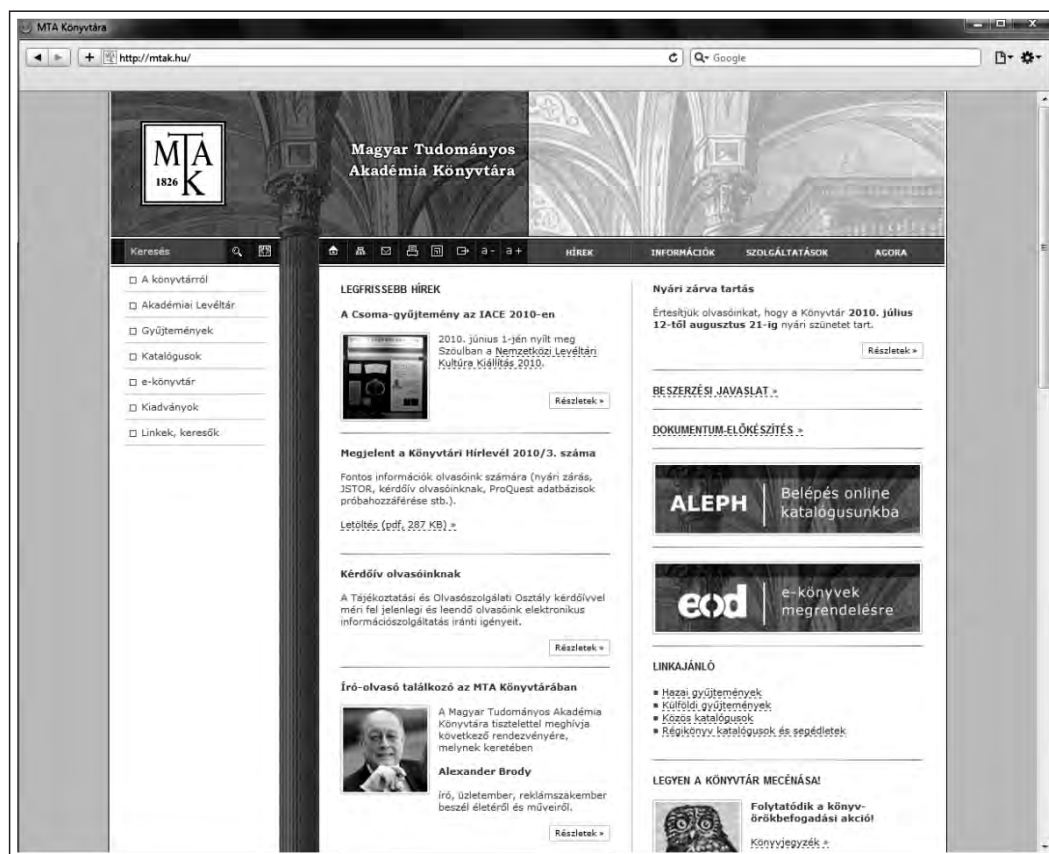 MTA Könyvtára
http://mtak.hu/
Google
MTA
1826 K
Magyar Tudományos
Akadémia Könyvtára
Keresés
a- a+
HÍREK
INFORMÁCIÓK
SZOLGÁLTATÁSOK
AGORA
A könyvtárról
Akadémiai Levéltár
Gyűjtemények
Katalógusok
e-könyvtár
Kiadványok
Linkek, keresők
LEGFRISSEBB HÍREK
A Csoma-gyűjtemény az IACE 2010-en
2010. június 1-jén nyílt meg
Szöulban a Nemzetközi Levéltári
Kultúra Kiállítás 2010.
Részletek »
Megjelent a Könyvtári Hírlevél 2010/3. száma
Fontos információk olvasóink számára (nyári zárás,
JSTOR, kérdőív olvasóinknak, ProQuest adatbázisok
próbahozzáférése stb.).
Letöltés (pdf, 287 KB) »
Kérdőív olvasóinknak
A Tájékoztatási és Olvasószolgálati Osztály kérdőívvel
méri fel jelenlegi és leendő olvasóink elektronikus
információszolgáltatás iránti igényeit.
Részletek »
Író-olvasó találkozó az MTA Könyvtárában
A Magyar Tudományos Akadémia
Könyvtára tisztelettel meghívja
következő rendezvényére,
melynek keretében
Alexander Brody
író, üzletember, reklámszakember
beszél életéről és műveiről.
Részletek »
Nyári zárva tartás
Értesítjük olvasóinkat, hogy a Könyvtár 2010. július
12-től augusztus 21-ig nyári szünetet tart.
Részletek »
BESZERZÉSI JAVASLAT »
DOKUMENTUM-ELŐKÉSZÍTÉS »
ALEPH
Belépés online
katalógusunkba
eod
e-könyvek
megrendelésre
LINKAJÁNLÓ
Hazai gyűjtemények
Külföldi gyűjtemények
Közös katalógusok
Régikönyv katalógusok és segédletek
LEGYEN A KÖNYVTÁR MECÉNÁSA!
Folytatódik a könyv-
örökbefogadási akció!
Könyvjegyzék »